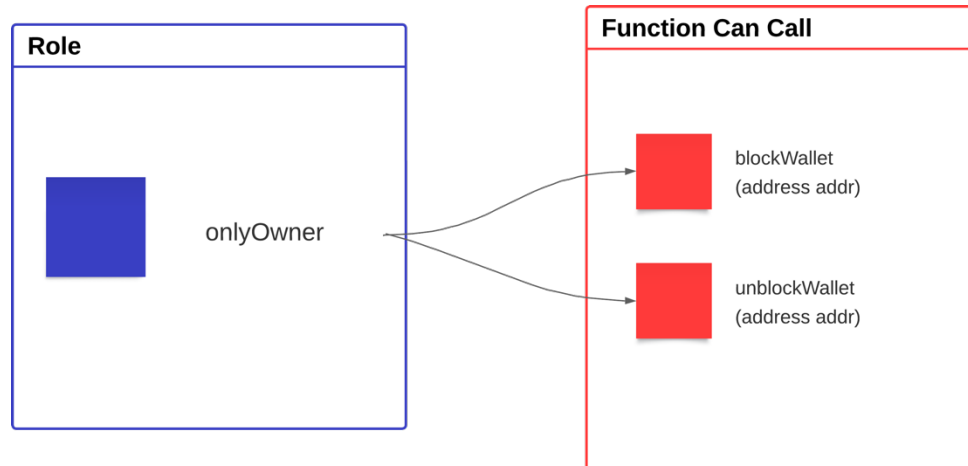 Role
onlyOwner
Function Can Call
blockWallet
(address addr)
unblockWallet
(address addr)